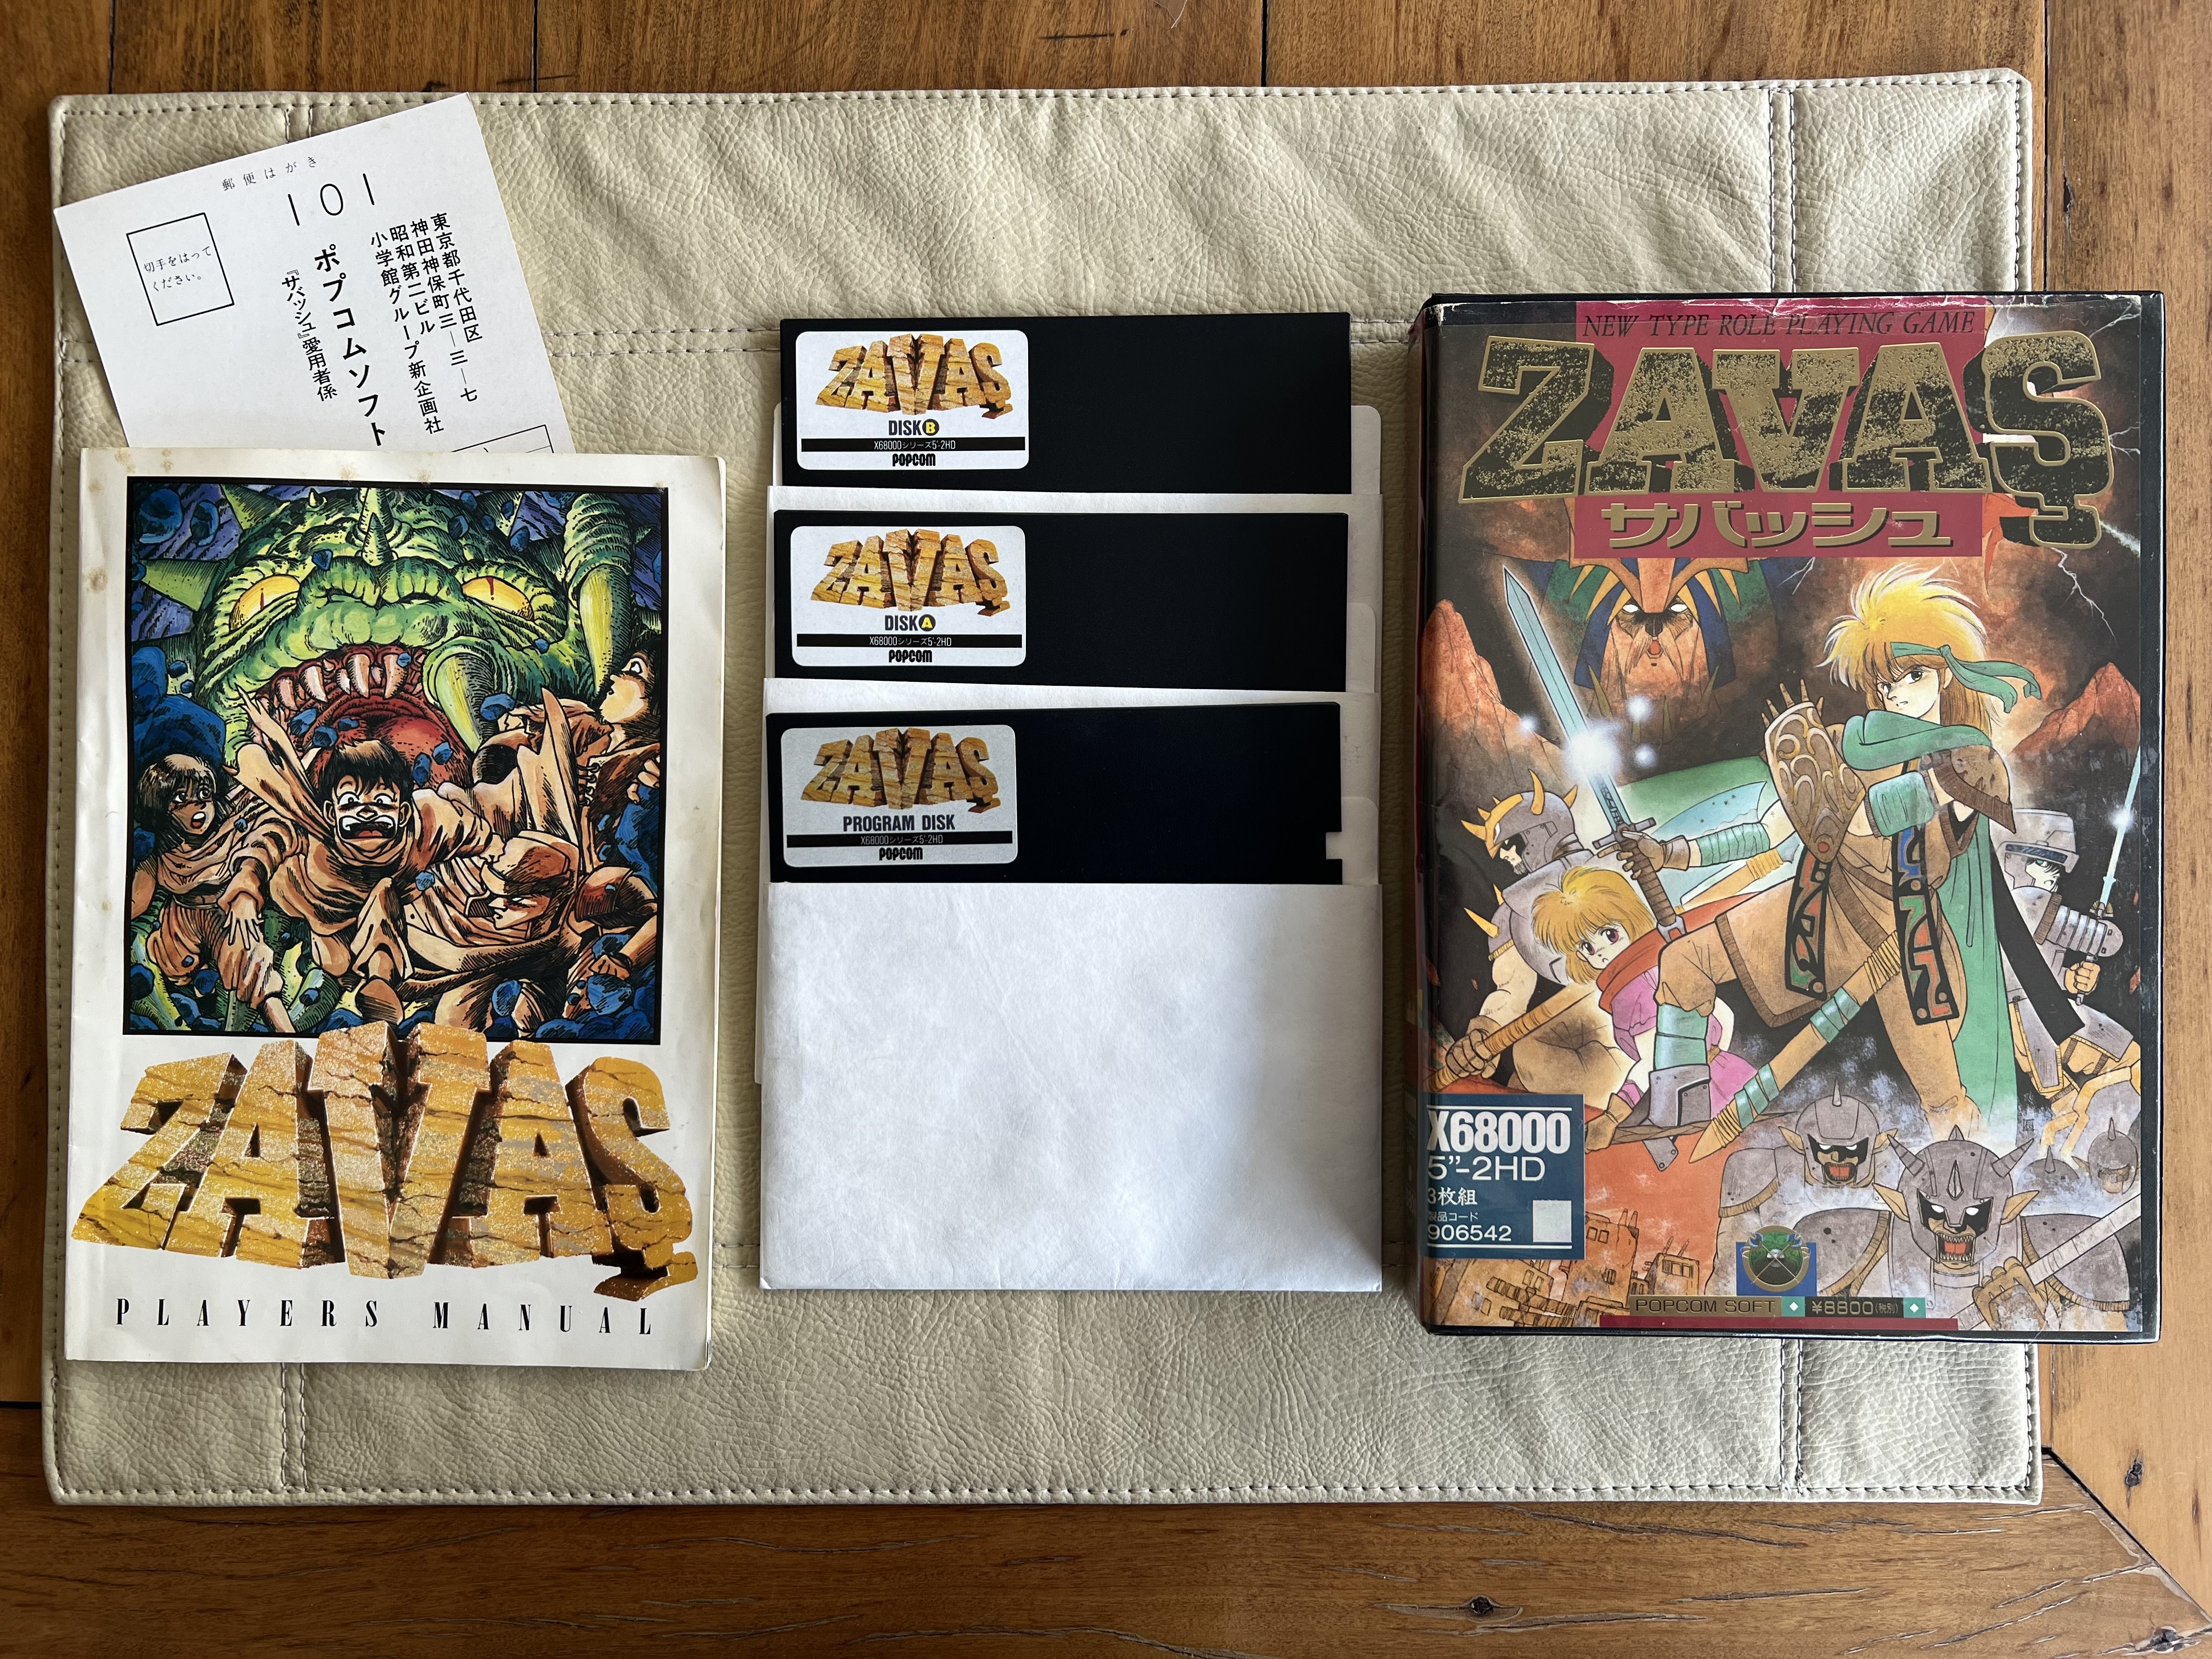 郵便はがき
101
切手をはって
ください。
東京都千代田区
神田神保町三―三―七
昭和第二ビル
小学館グループ新企画社
ポプコムソフト
『サバッシュ』愛用者係
ZAVAŞ
PLAYERS MANUAL
ZAVAŞ
DISK B
X68000シリーズ5"-2HD
POPCOM
ZAVAŞ
DISK A
X68000シリーズ5"-2HD
POPCOM
ZAVAŞ
PROGRAM DISK
X68000シリーズ5"-2HD
POPCOM
NEW TYPE ROLE PLAYING GAME
ZAVAŞ
サバッシュ
X68000
5"-2HD
3枚組
製品コード
906542
POPCOM SOFT ¥8800(税別)